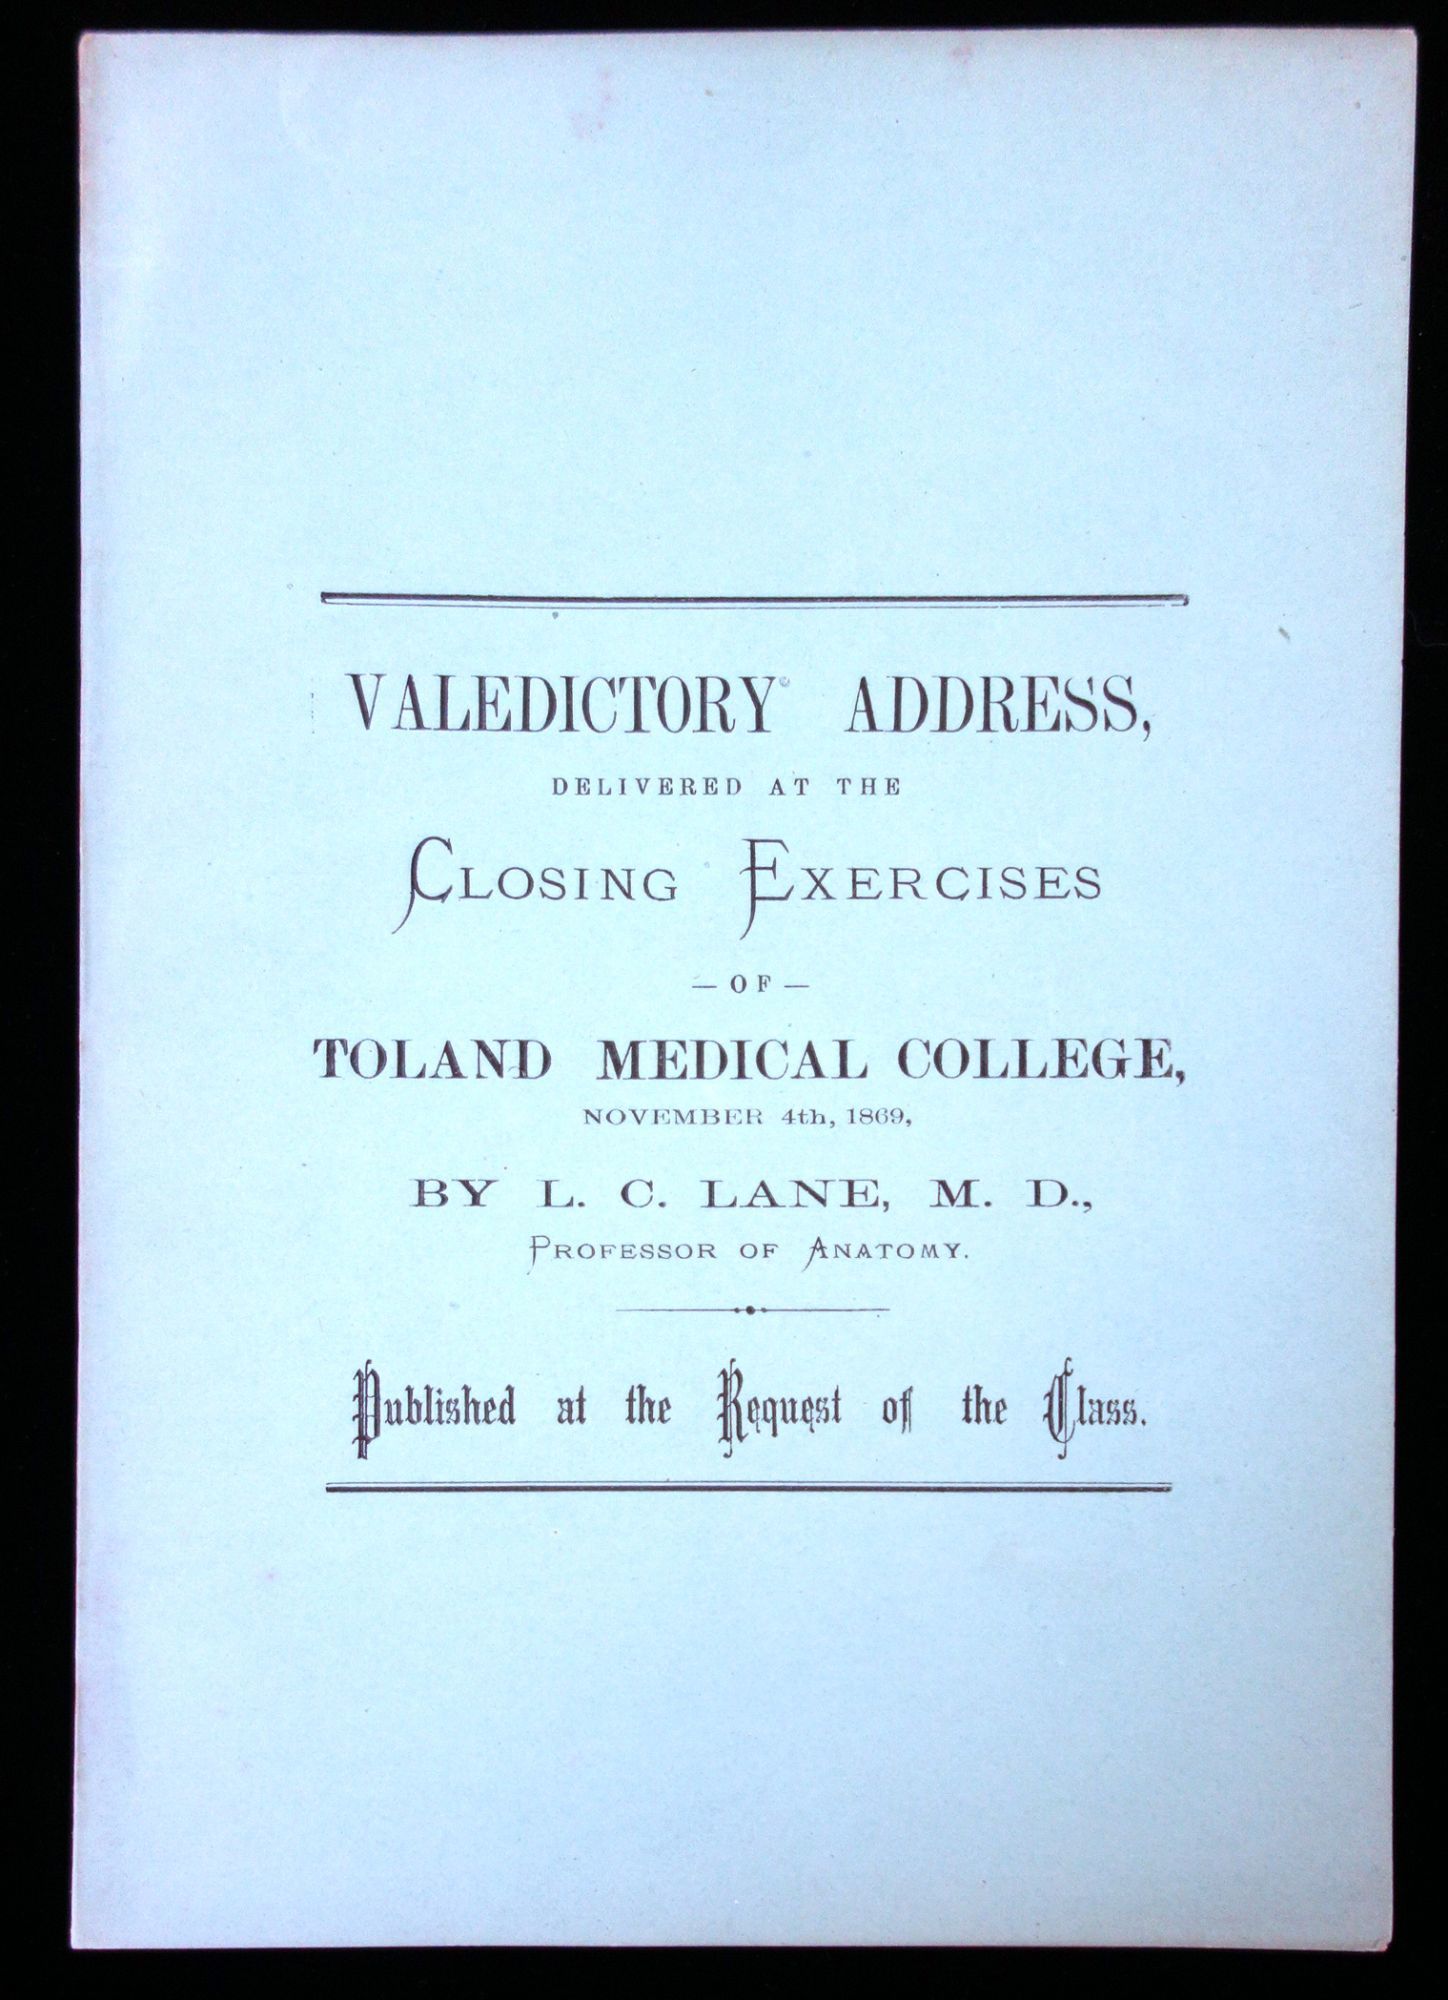 VALEDICTORY ADDRESS,
DELIVERED AT THE
CLOSING EXERCISES
— OF —
TOLAND MEDICAL COLLEGE,
NOVEMBER 4th, 1869,
BY L. C. LANE, M. D.,
PROFESSOR OF ANATOMY.
Published at the Request of the Class.